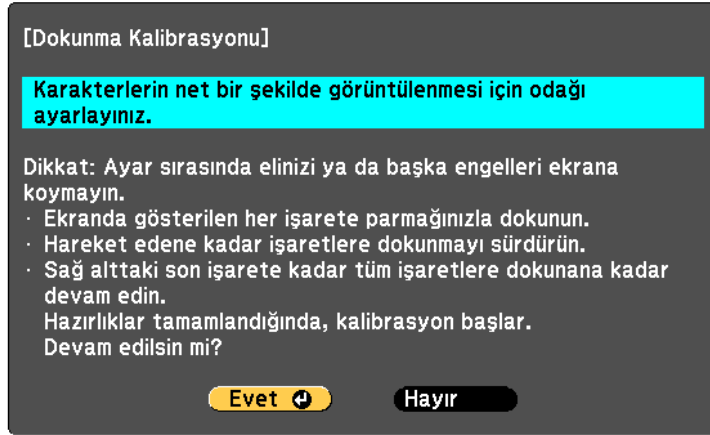 [Dokunma Kalibrasyonu]
Karakterlerin net bir şekilde görüntülenmesi için odağı
ayarlayınız.
Dikkat: Ayar sırasında elinizi ya da başka engelleri ekrana
koymayın.
· Ekranda gösterilen her işarete parmağınızla dokunun.
· Hareket edene kadar işaretlere dokunmayı sürdürün.
· Sağ alttaki son işarete kadar tüm işaretlere dokunana kadar
devam edin.
Hazırlıklar tamamlandığında, kalibrasyon başlar.
Devam edilsin mi?
Evet Hayır